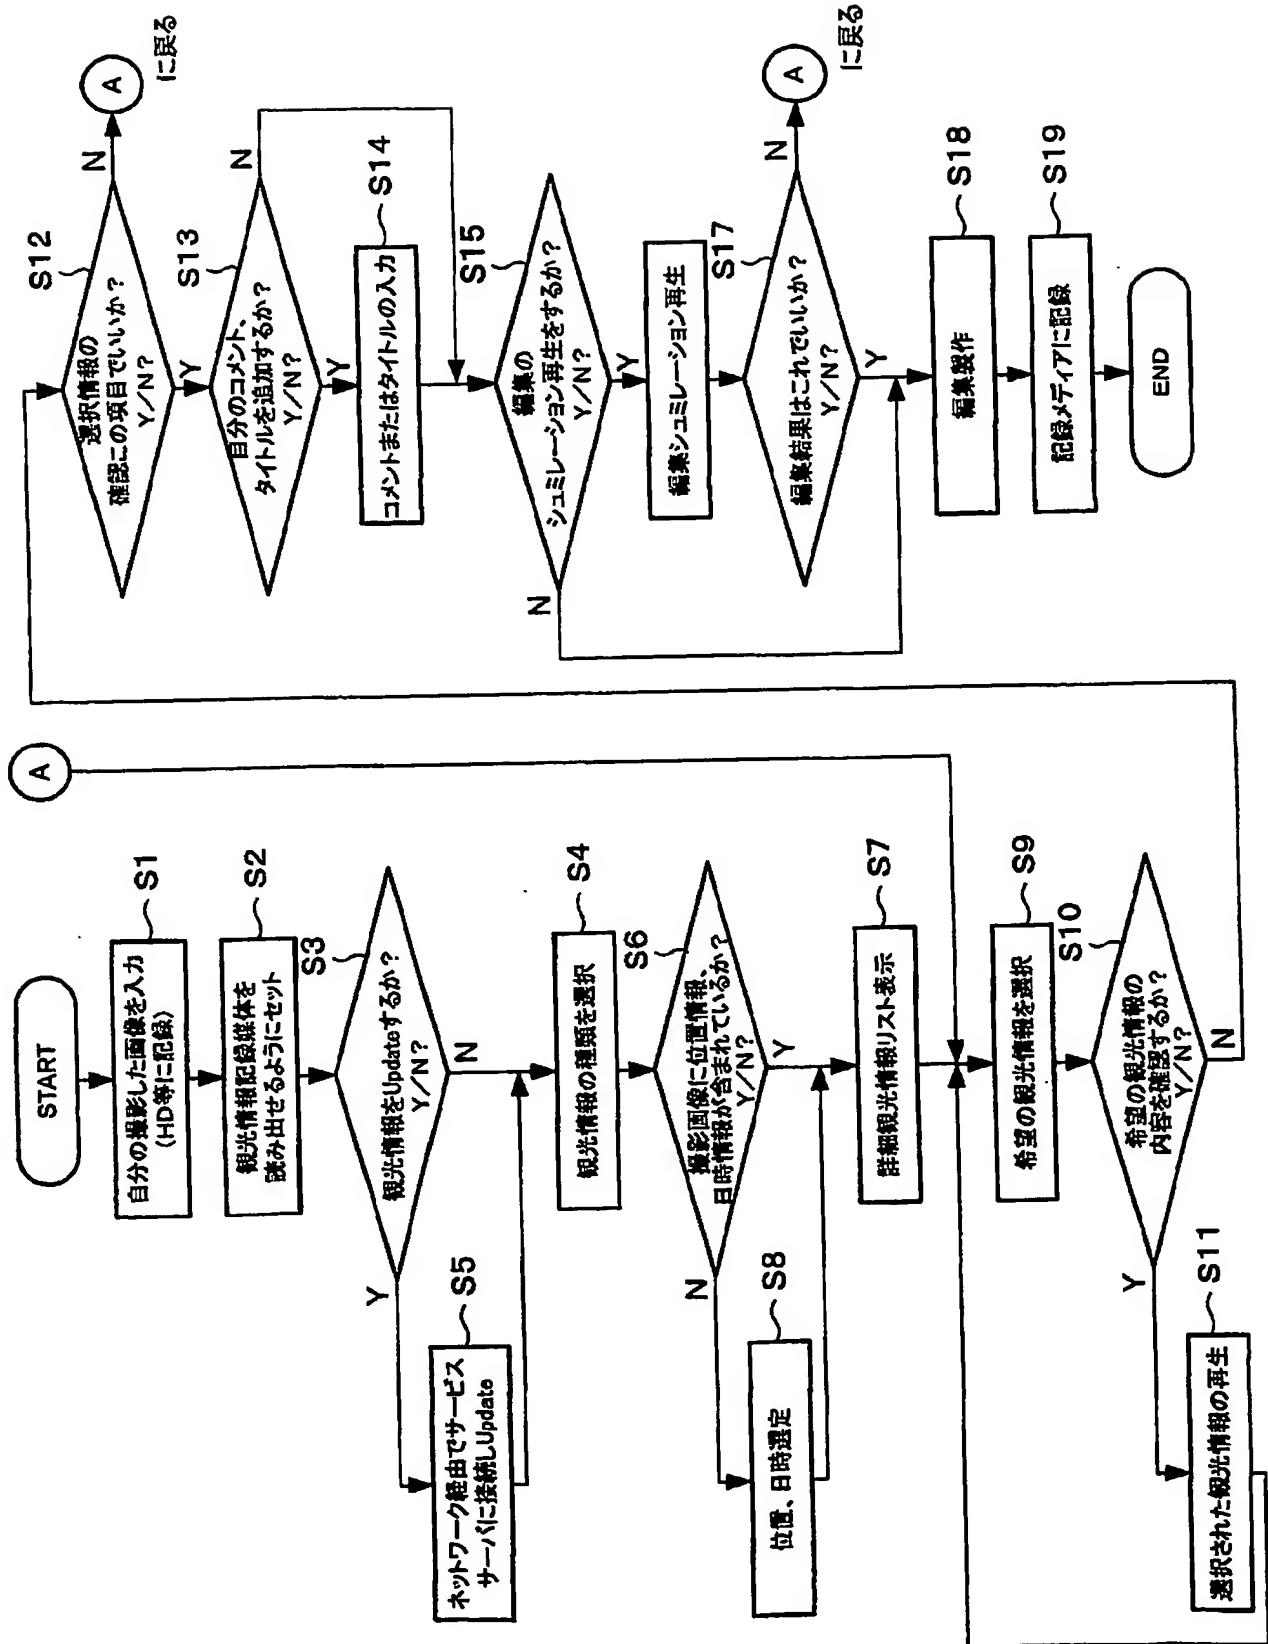 START
自分の撮影した画像を入力
(HD等に記録)
S1
観光情報記録媒体を
読み出せるようにセット
S2
観光情報をUpdateするか？
Y/N？
S3
Y
N
ネットワーク経由でサービス
サーバに接続しUpdate
S5
観光情報の種類を選択
S4
撮影画像に位置情報、
日時情報が含まれているか？
Y/N？
S6
N
Y
位置、日時選定
S8
詳細観光情報リスト表示
S7
A
希望の観光情報を選択
S9
希望の観光情報の
内容を確認するか？
Y/N？
S10
Y
N
選択された観光情報の再生
S11
選択情報の
確認この項目でいいか？
Y/N？
S12
N
A
に戻る
Y
自分のコメント、
タイトルを追加するか？
Y/N？
S13
N
Y
コメントまたはタイトルの入力
S14
編集の
シュミレーション再生をするか？
Y/N？
S15
N
Y
編集シュミレーション再生
編集結果はこれでいいか？
Y/N？
S17
N
A
に戻る
Y
編集製作
S18
記録メディアに記録
S19
END